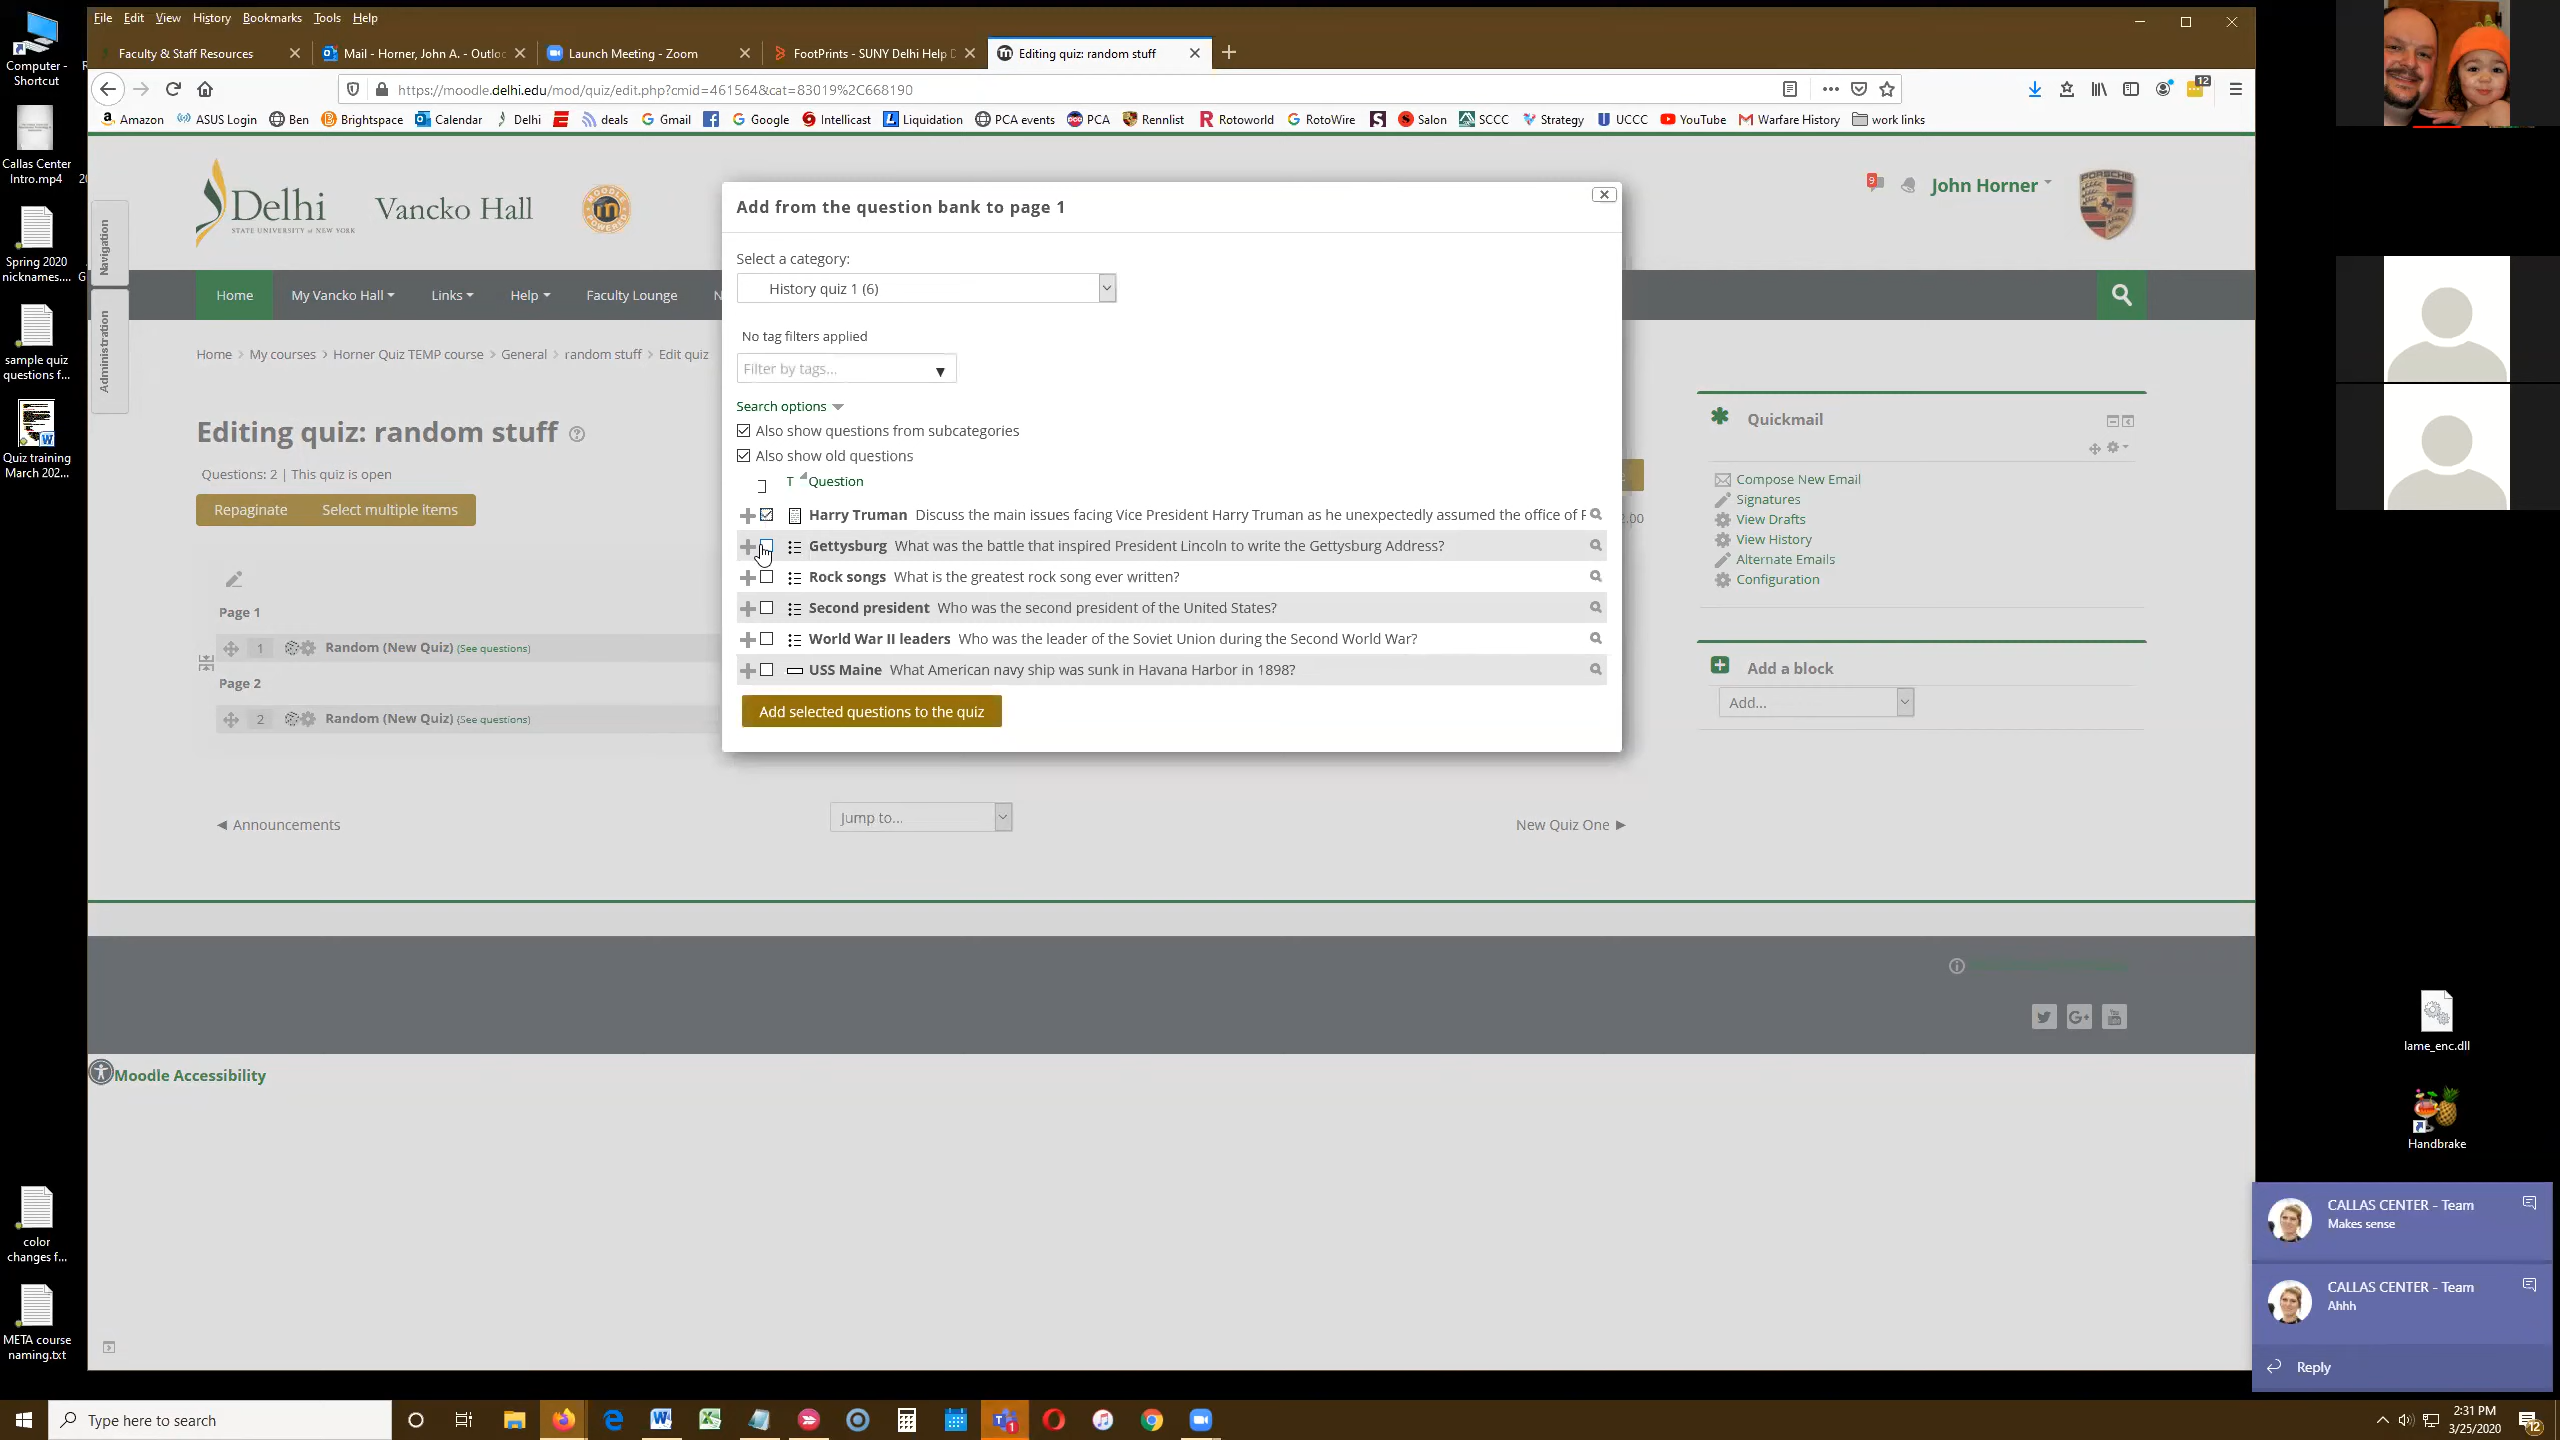 File Edit View History Bookmarks Tools Help
Faculty & Staff Resources
Mail - Horner, John A. - Outloo
Launch Meeting - Zoom
FootPrints - SUNY Delhi Help D
Editing quiz: random stuff
https://moodle.delhi.edu/mod/quiz/edit.php?cmid=461564&cat=83019%2C668190
12
Amazon ASUS Login Ben Brightspace Calendar Delhi deals Gmail Google Intellicast Liquidation PCA events PCA Rennlist Rotoworld RotoWire Salon SCCC Strategy UCCC YouTube Warfare History work links
Computer - Shortcut
Callas Center Intro.mp4
Spring 2020 nicknames....
sample quiz questions f...
Quiz training March 202...
color changes f...
META course naming.txt
Navigation
Administration
Delhi
STATE UNIVERSITY of NEW YORK
Vancko Hall
MOODLE
POWERED
9
John Horner
PORSCHE
Home My Vancko Hall Links Help Faculty Lounge N
Home > My courses > Horner Quiz TEMP course > General > random stuff > Edit quiz
Editing quiz: random stuff
Questions: 2 | This quiz is open
Repaginate Select multiple items
Page 1
1 Random (New Quiz) (See questions)
Page 2
2 Random (New Quiz) (See questions)
Add from the question bank to page 1
Select a category:
History quiz 1 (6)
No tag filters applied
Filter by tags...
Search options
Also show questions from subcategories
Also show old questions
T Question
Harry Truman Discuss the main issues facing Vice President Harry Truman as he unexpectedly assumed the office of
Gettysburg What was the battle that inspired President Lincoln to write the Gettysburg Address?
Rock songs What is the greatest rock song ever written?
Second president Who was the second president of the United States?
World War II leaders Who was the leader of the Soviet Union during the Second World War?
USS Maine What American navy ship was sunk in Havana Harbor in 1898?
Add selected questions to the quiz
Quickmail
Compose New Email
Signatures
View Drafts
View History
Alternate Emails
Configuration
Add a block
Add...
◄ Announcements
Jump to...
New Quiz One ►
Moodle Accessibility
lame_enc.dll
Handbrake
CALLAS CENTER - Team
Makes sense
CALLAS CENTER - Team
Ahhh
Reply
Type here to search
2:31 PM
3/25/2020
12